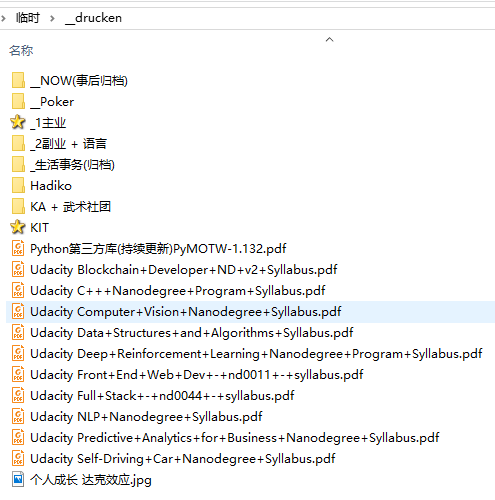 临时 › __drucken
名称
__NOW(事后归档)
__Poker
_1主业
_2副业 + 语言
_生活事务(归档)
Hadiko
KA + 武术社团
KIT
Python第三方库(持续更新)PyMOTW-1.132.pdf
Udacity Blockchain+Developer+ND+v2+Syllabus.pdf
Udacity C+++Nanodegree+Program+Syllabus.pdf
Udacity Computer+Vision+Nanodegree+Syllabus.pdf
Udacity Data+Structures+and+Algorithms+Syllabus.pdf
Udacity Deep+Reinforcement+Learning+Nanodegree+Program+Syllabus.pdf
Udacity Front+End+Web+Dev+-+nd0011+-+syllabus.pdf
Udacity Full+Stack+-+nd0044+-+syllabus.pdf
Udacity NLP+Nanodegree+Syllabus.pdf
Udacity Predictive+Analytics+for+Business+Nanodegree+Syllabus.pdf
Udacity Self-Driving+Car+Nanodegree+Syllabus.pdf
个人成长 达克效应.jpg